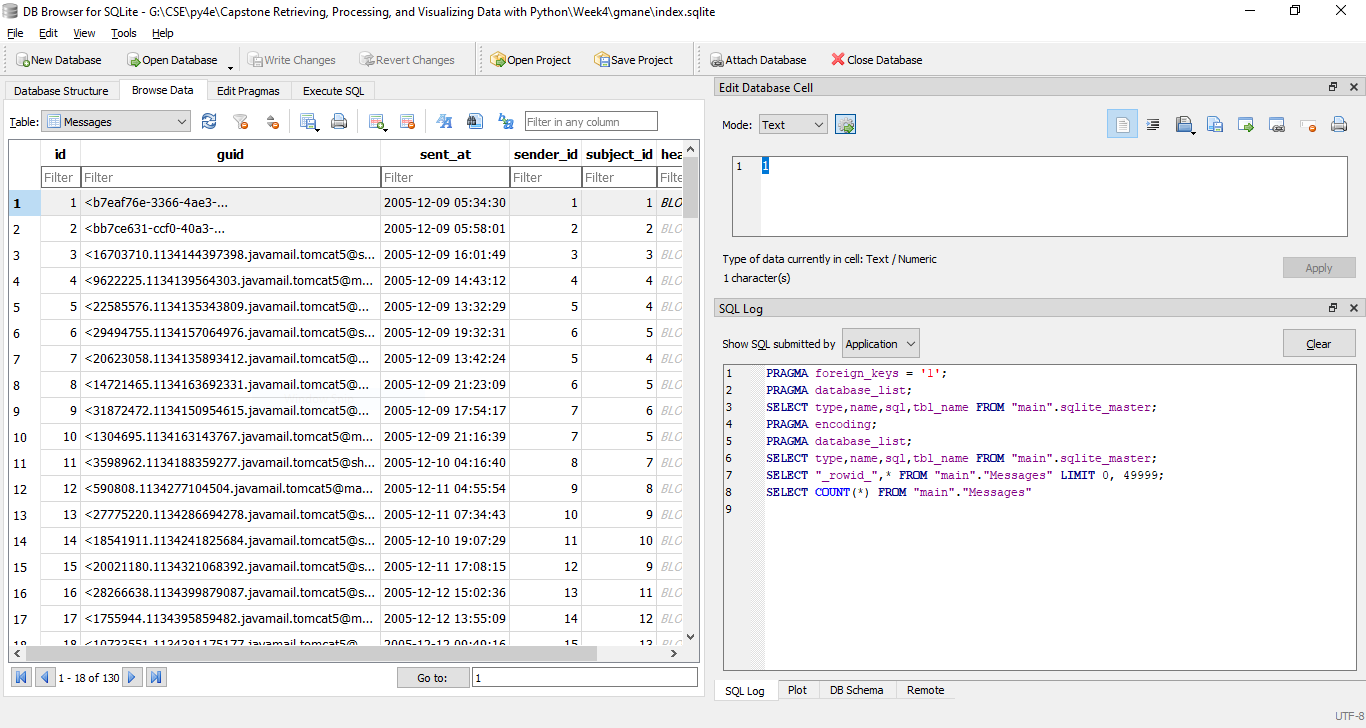 DB Browser for SQLite - G:\CSE\py4e\Capstone Retrieving, Processing, and Visualizing Data with Python\Week4\gmane\index.sqlite
File Edit View Tools Help
New Database Open Database Write Changes Revert Changes Open Project Save Project Attach Database Close Database
Database Structure Browse Data Edit Pragmas Execute SQL
Table: Messages Filter in any column
id guid sent_at sender_id subject_id hea
Filter Filter Filter Filter Filter Filte
1 1 <b7eaf76e-3366-4ae3-... 2005-12-09 05:34:30 1 1 BLO
2 2 <bb7ce631-ccf0-40a3-... 2005-12-09 05:58:01 2 2 BLO
3 3 <16703710.1134144397398.javamail.tomcat5@s... 2005-12-09 16:01:49 3 3 BLO
4 4 <9622225.1134139564303.javamail.tomcat5@m... 2005-12-09 14:43:12 4 4 BLO
5 5 <22585576.1134135343809.javamail.tomcat5@... 2005-12-09 13:32:29 5 4 BLO
6 6 <29494755.1134157064976.javamail.tomcat5@s... 2005-12-09 19:32:31 6 5 BLO
7 7 <20623058.1134135893412.javamail.tomcat5@... 2005-12-09 13:42:24 5 4 BLO
8 8 <14721465.1134163692331.javamail.tomcat5@... 2005-12-09 21:23:09 6 5 BLO
9 9 <31872472.1134150954615.javamail.tomcat5@... 2005-12-09 17:54:17 7 6 BLO
10 10 <1304695.1134163143767.javamail.tomcat5@m... 2005-12-09 21:16:39 7 5 BLO
11 11 <3598962.1134188359277.javamail.tomcat5@sh... 2005-12-10 04:16:40 8 7 BLO
12 12 <590808.1134277104504.javamail.tomcat5@ma... 2005-12-11 04:55:54 9 8 BLO
13 13 <27775220.1134286694278.javamail.tomcat5@s... 2005-12-11 07:34:43 10 9 BLO
14 14 <18541911.1134241825684.javamail.tomcat5@s... 2005-12-10 19:07:29 11 10 BLO
15 15 <20021180.1134321068392.javamail.tomcat5@s... 2005-12-11 17:08:15 12 9 BLO
16 16 <28266638.1134399879087.javamail.tomcat5@s... 2005-12-12 15:02:36 13 11 BLO
17 17 <1755944.1134395859482.javamail.tomcat5@m... 2005-12-12 13:55:09 14 12 BLO
18 18 <10733551.1134381175177.javamail.tomcat5@... 2005-12-12 09:49:16 15 13 BLO
1 - 18 of 130 Go to: 1
Edit Database Cell
Mode: Text
1 1
Type of data currently in cell: Text / Numeric
1 character(s)
Apply
SQL Log
Show SQL submitted by Application Clear
1 PRAGMA foreign_keys = '1';
2 PRAGMA database_list;
3 SELECT type,name,sql,tbl_name FROM "main".sqlite_master;
4 PRAGMA encoding;
5 PRAGMA database_list;
6 SELECT type,name,sql,tbl_name FROM "main".sqlite_master;
7 SELECT "_rowid_",* FROM "main"."Messages" LIMIT 0, 49999;
8 SELECT COUNT(*) FROM "main"."Messages"
9
SQL Log Plot DB Schema Remote
UTF-8